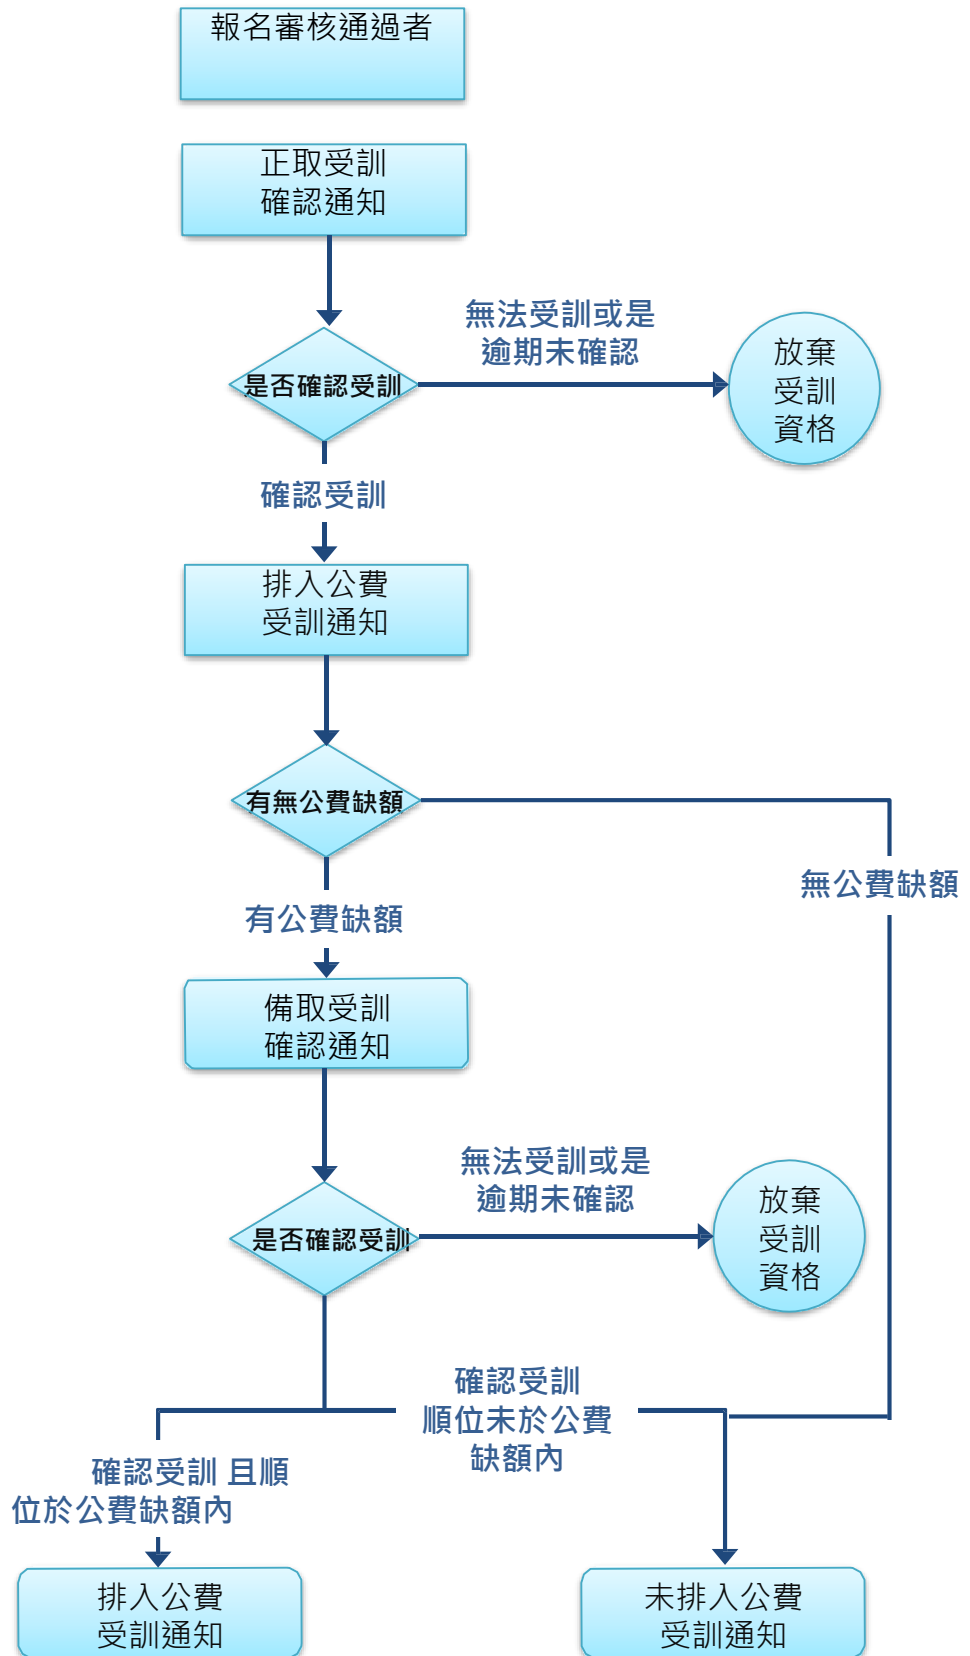 報名審核通過者
正取受訓
確認通知
無法受訓或是
逾期未確認
放棄
受訓
資格
是否確認受訓
確認受訓
排入公費
受訓通知
有無公費缺額
無公費缺額
有公費缺額
備取受訓
確認通知
無法受訓或是
逾期未確認
放棄
受訓
資格
是否確認受訓
確認受訓
順位未於公費
缺額內
確認受訓 且順
位於公費缺額內
排入公費
受訓通知
未排入公費
受訓通知